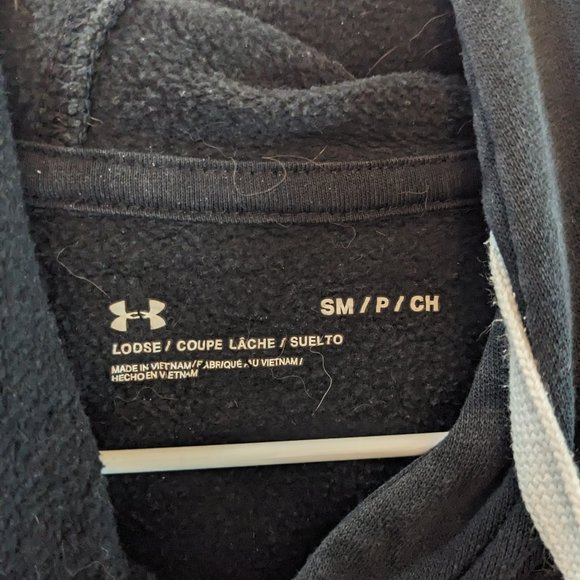 SM / P / CH
LOOSE / COUPE LÂCHE / SUELTO
MADE IN VIETNAM / FABRIQUÉ AU VIETNAM /
HECHO EN VIETNAM